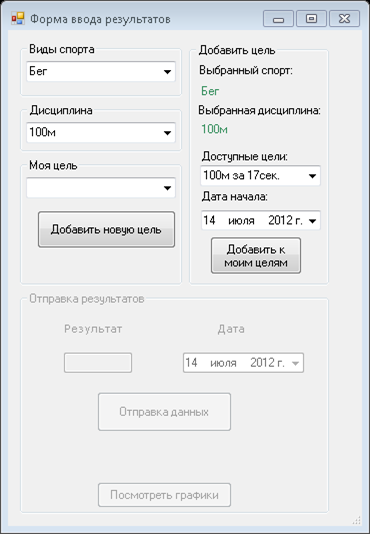 Форма ввода результатов
Виды спорта
Бег
Дисциплина
100м
Моя цель
Добавить новую цель
Добавить цель
Выбранный спорт:
Бег
Выбранная дисциплина:
100м
Доступные цели:
100м за 17сек.
Дата начала:
14 июля 2012 г.
Добавить к
моим целям
Отправка результатов
Результат
Дата
14 июля 2012 г.
Отправка данных
Посмотреть графики